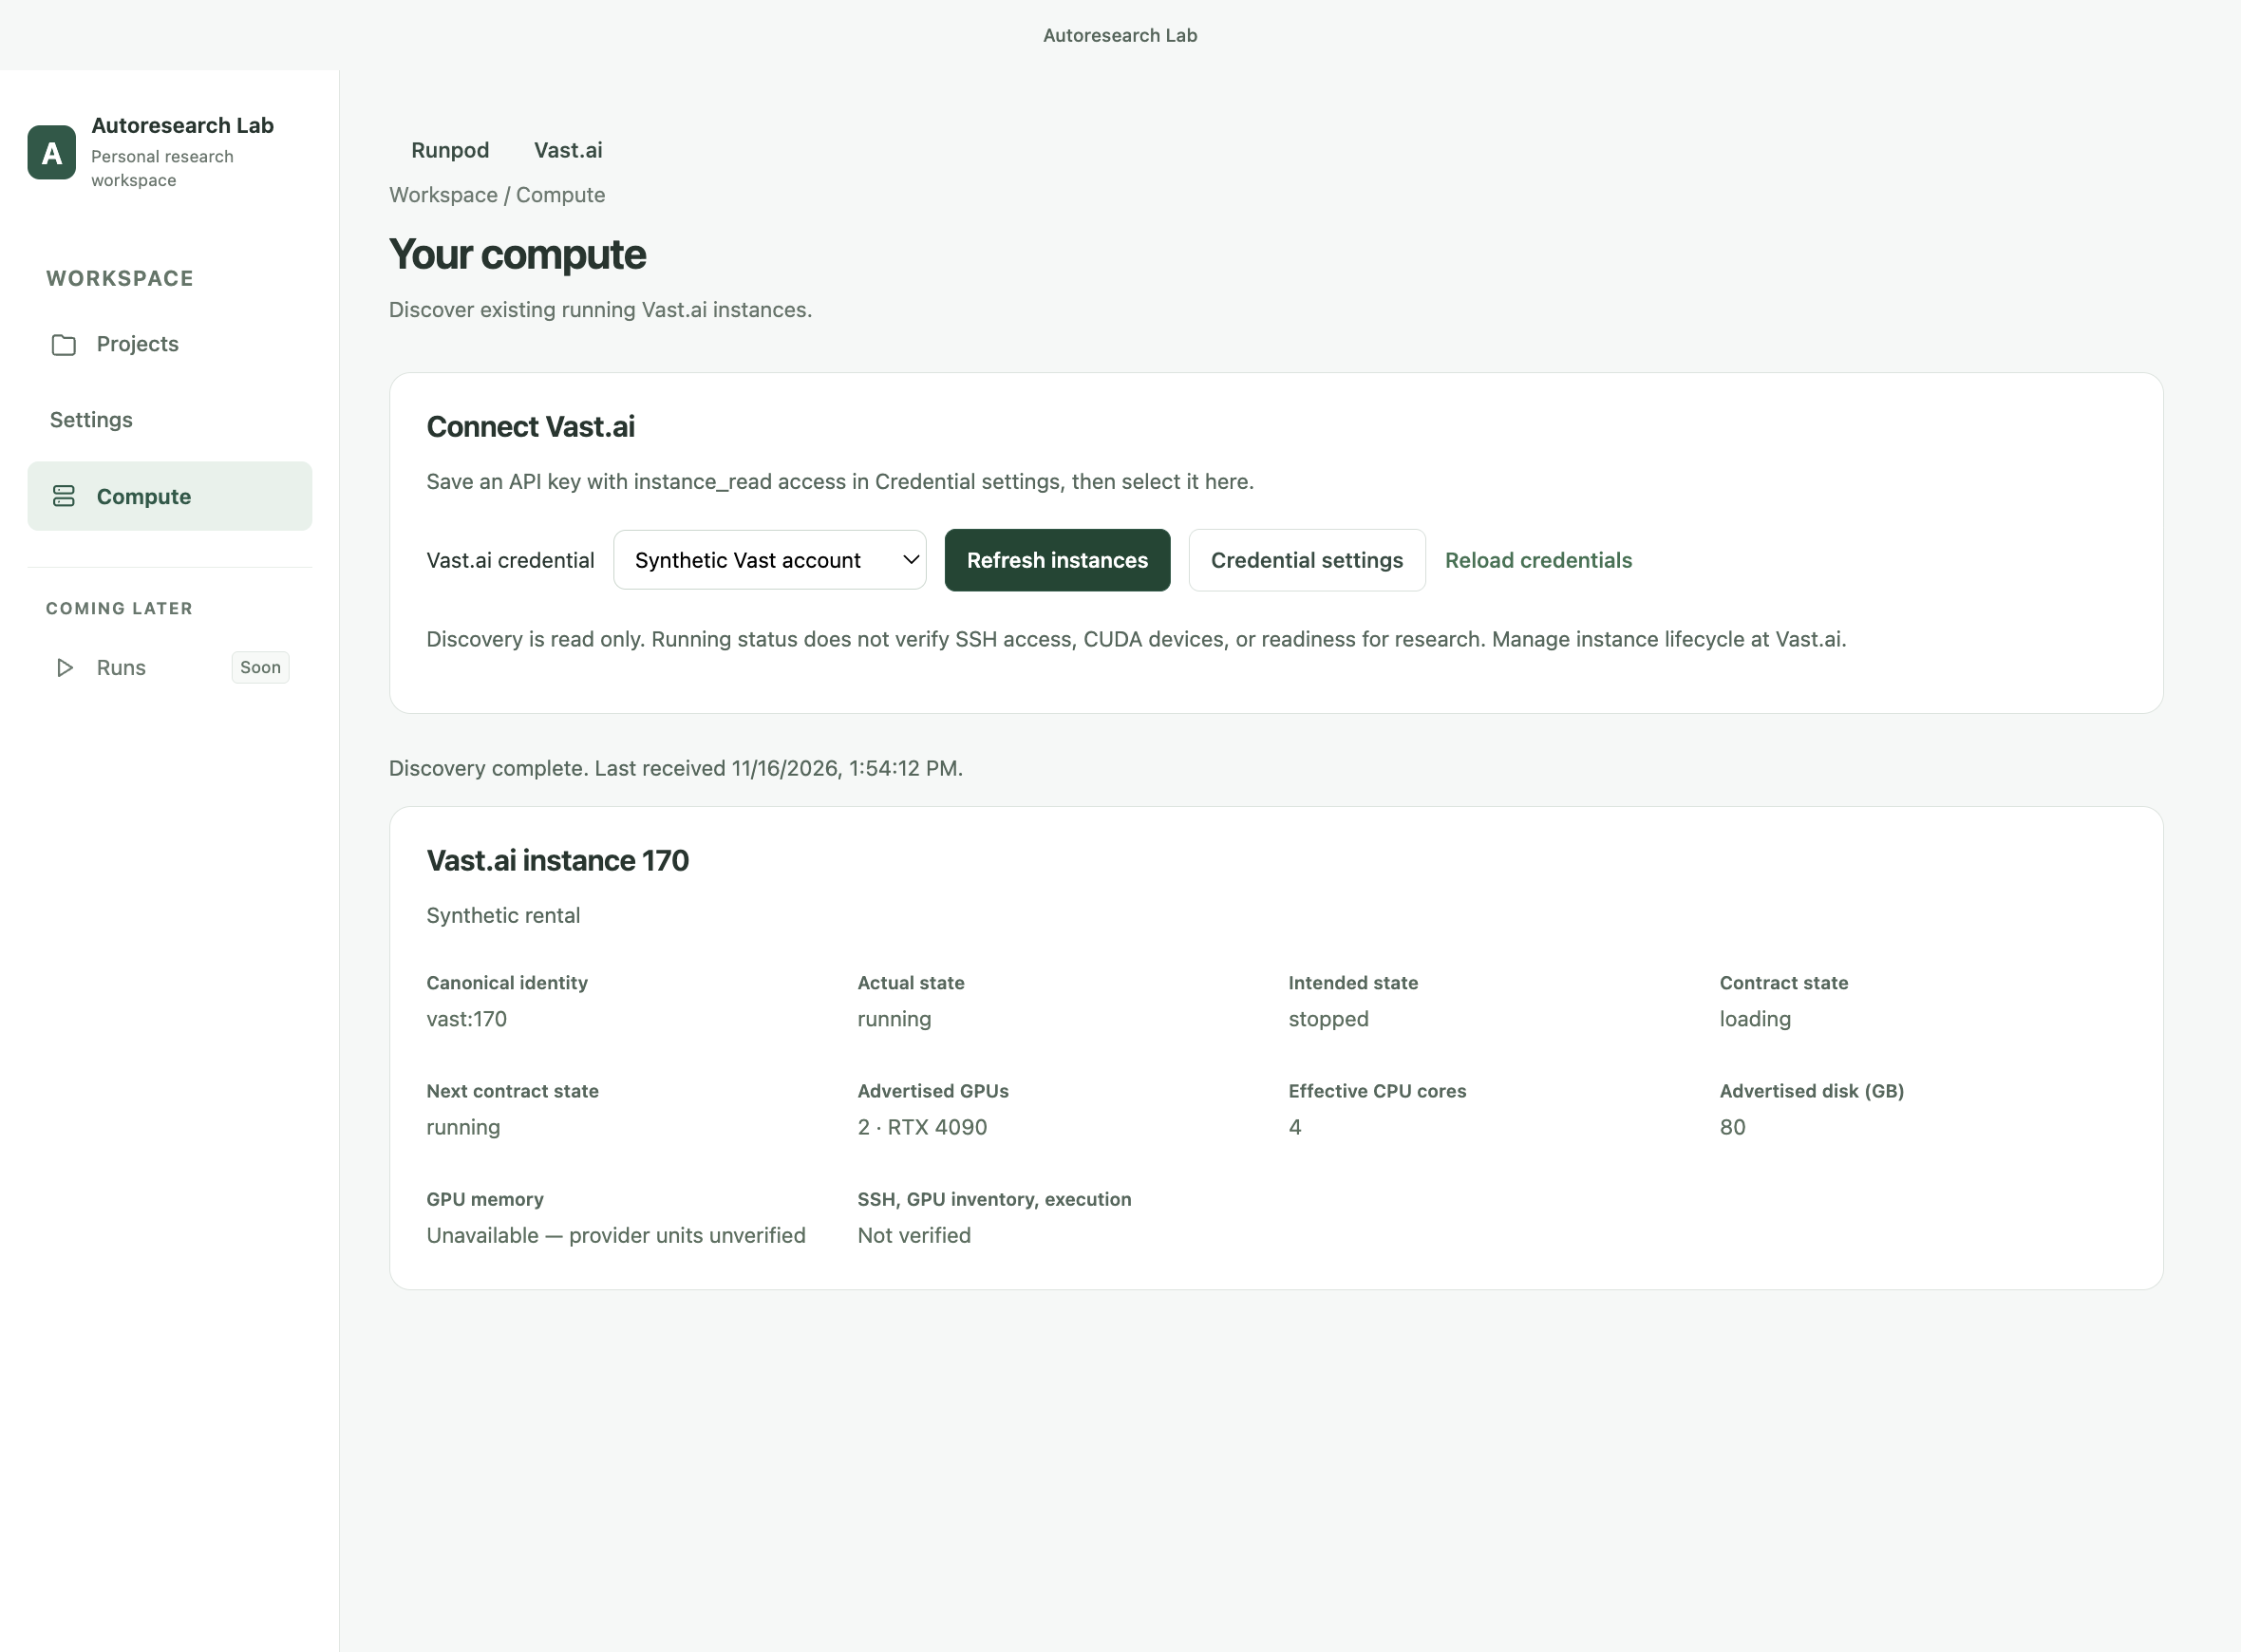 Autoresearch Lab
A
Autoresearch Lab
Personal research
workspace
WORKSPACE
Projects
Settings
Compute
COMING LATER
Runs
Soon
Runpod
Vast.ai
Workspace / Compute
Your compute
Discover existing running Vast.ai instances.
Connect Vast.ai
Save an API key with instance_read access in Credential settings, then select it here.
Vast.ai credential
Synthetic Vast account
Refresh instances
Credential settings
Reload credentials
Discovery is read only. Running status does not verify SSH access, CUDA devices, or readiness for research. Manage instance lifecycle at Vast.ai.
Discovery complete. Last received 11/16/2026, 1:54:12 PM.
Vast.ai instance 170
Synthetic rental
Canonical identity
vast:170
Actual state
running
Intended state
stopped
Contract state
loading
Next contract state
running
Advertised GPUs
2 · RTX 4090
Effective CPU cores
4
Advertised disk (GB)
80
GPU memory
Unavailable — provider units unverified
SSH, GPU inventory, execution
Not verified